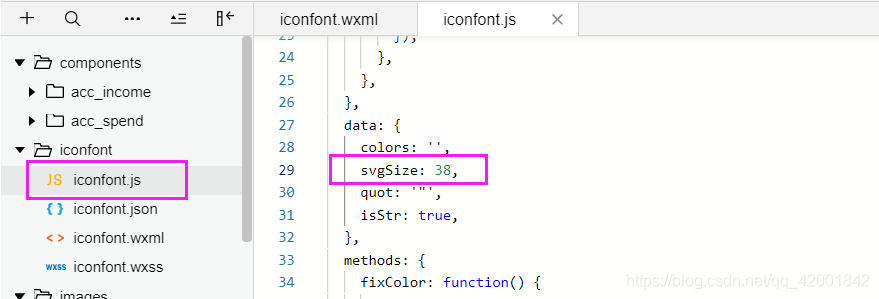 iconfont.wxml
iconfont.js
components
acc_income
acc_spend
iconfont
JS iconfont.js
{ } iconfont.json
<> iconfont.wxml
wxss iconfont.wxss
images
23 }),
24 },
25 },
26 },
27 data: {
28 colors: '',
29 svgSize: 38,
30 quot: '"',
31 isStr: true,
32 },
33 methods: {
34 fixColor: function() {
https://blog.csdn.net/qq_42001842